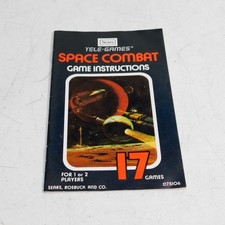 Sears
TELE-GAMES®
SPACE COMBAT
GAME INSTRUCTIONS
FOR 1 or 2
PLAYERS
17
GAMES
SEARS, ROEBUCK AND CO.